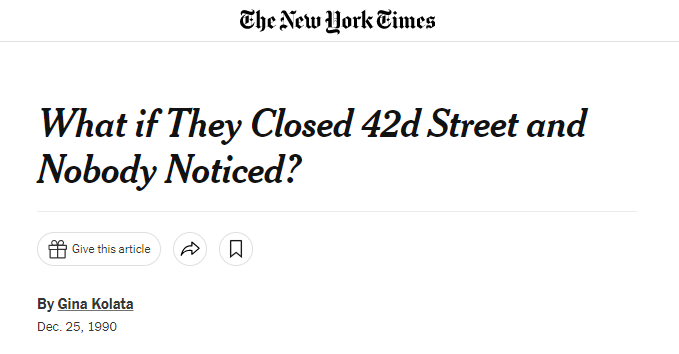 The New York Times
What if They Closed 42d Street and
Nobody Noticed?
Give this article
By Gina Kolata
Dec. 25, 1990